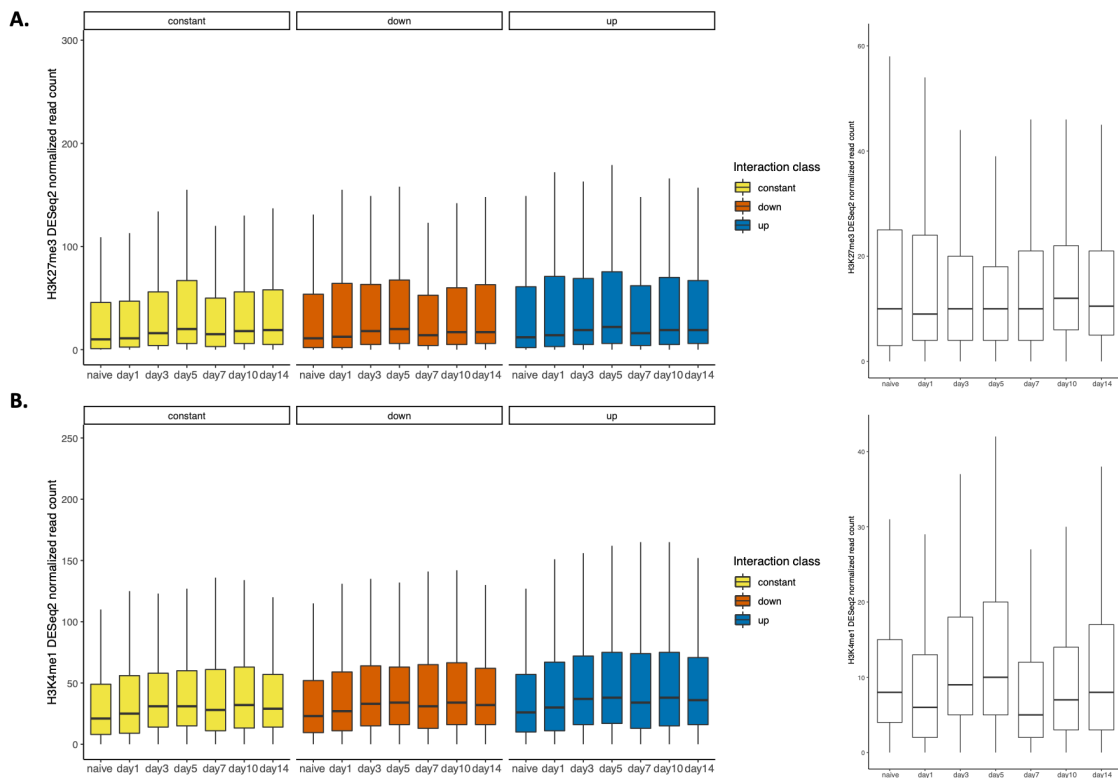 A.
constant
down
up
H3K27me3 DESeq2 normalized read count
300
200
100
0
naive day1 day3 day5 day7 day10 day14
naive day1 day3 day5 day7 day10 day14
naive day1 day3 day5 day7 day10 day14
Interaction class
constant
down
up
H3K27me3 DESeq2 normalized read count
60
40
20
0
naive day1 day3 day5 day7 day10 day14
B.
constant
down
up
H3K4me1 DESeq2 normalized read count
250
200
150
100
50
0
naive day1 day3 day5 day7 day10 day14
naive day1 day3 day5 day7 day10 day14
naive day1 day3 day5 day7 day10 day14
Interaction class
constant
down
up
H3K4me1 DESeq2 normalized read count
40
30
20
10
0
naive day1 day3 day5 day7 day10 day14